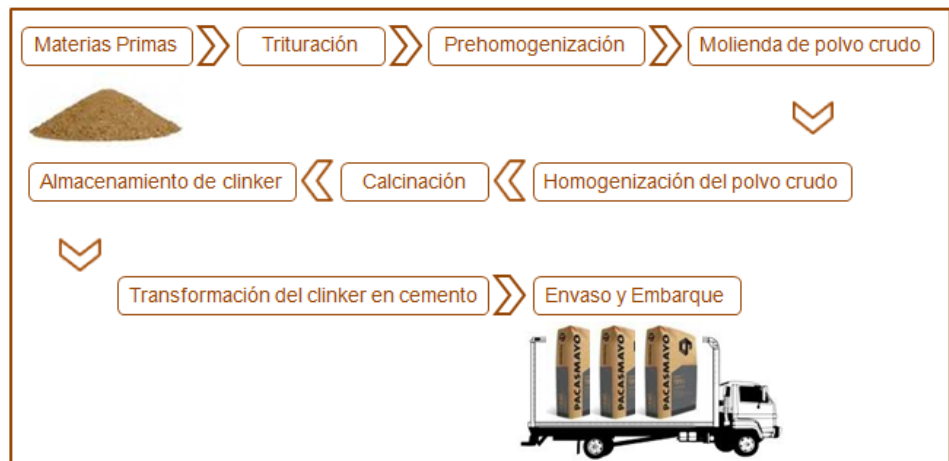 Materias Primas
Trituración
Prehomogenización
Molienda de polvo crudo
Almacenamiento de clinker
Calcinación
Homogenización del polvo crudo
Transformación del clinker en cemento
Envaso y Embarque
PACASMAYO
PACASMAYO
PACASMAYO